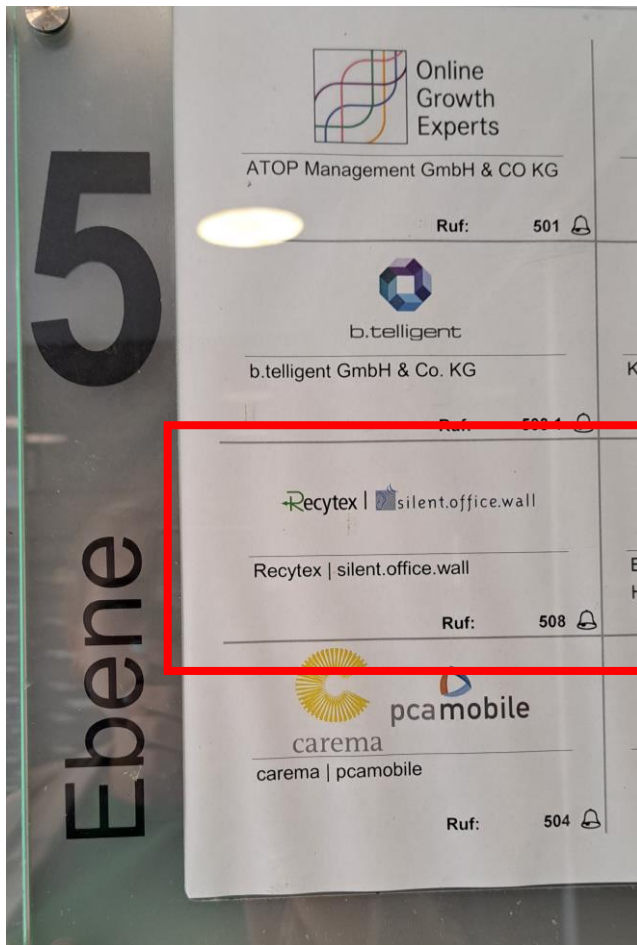 5
Ebene
Online
Growth
Experts
ATOP Management GmbH & CO KG
Ruf: 501
b.telligent
b.telligent GmbH & Co. KG
Ruf:
Recytex | silent.office.wall
Recytex | silent.office.wall
Ruf: 508
carema
pcamobile
carema | pcamobile
Ruf: 504
K
E
H